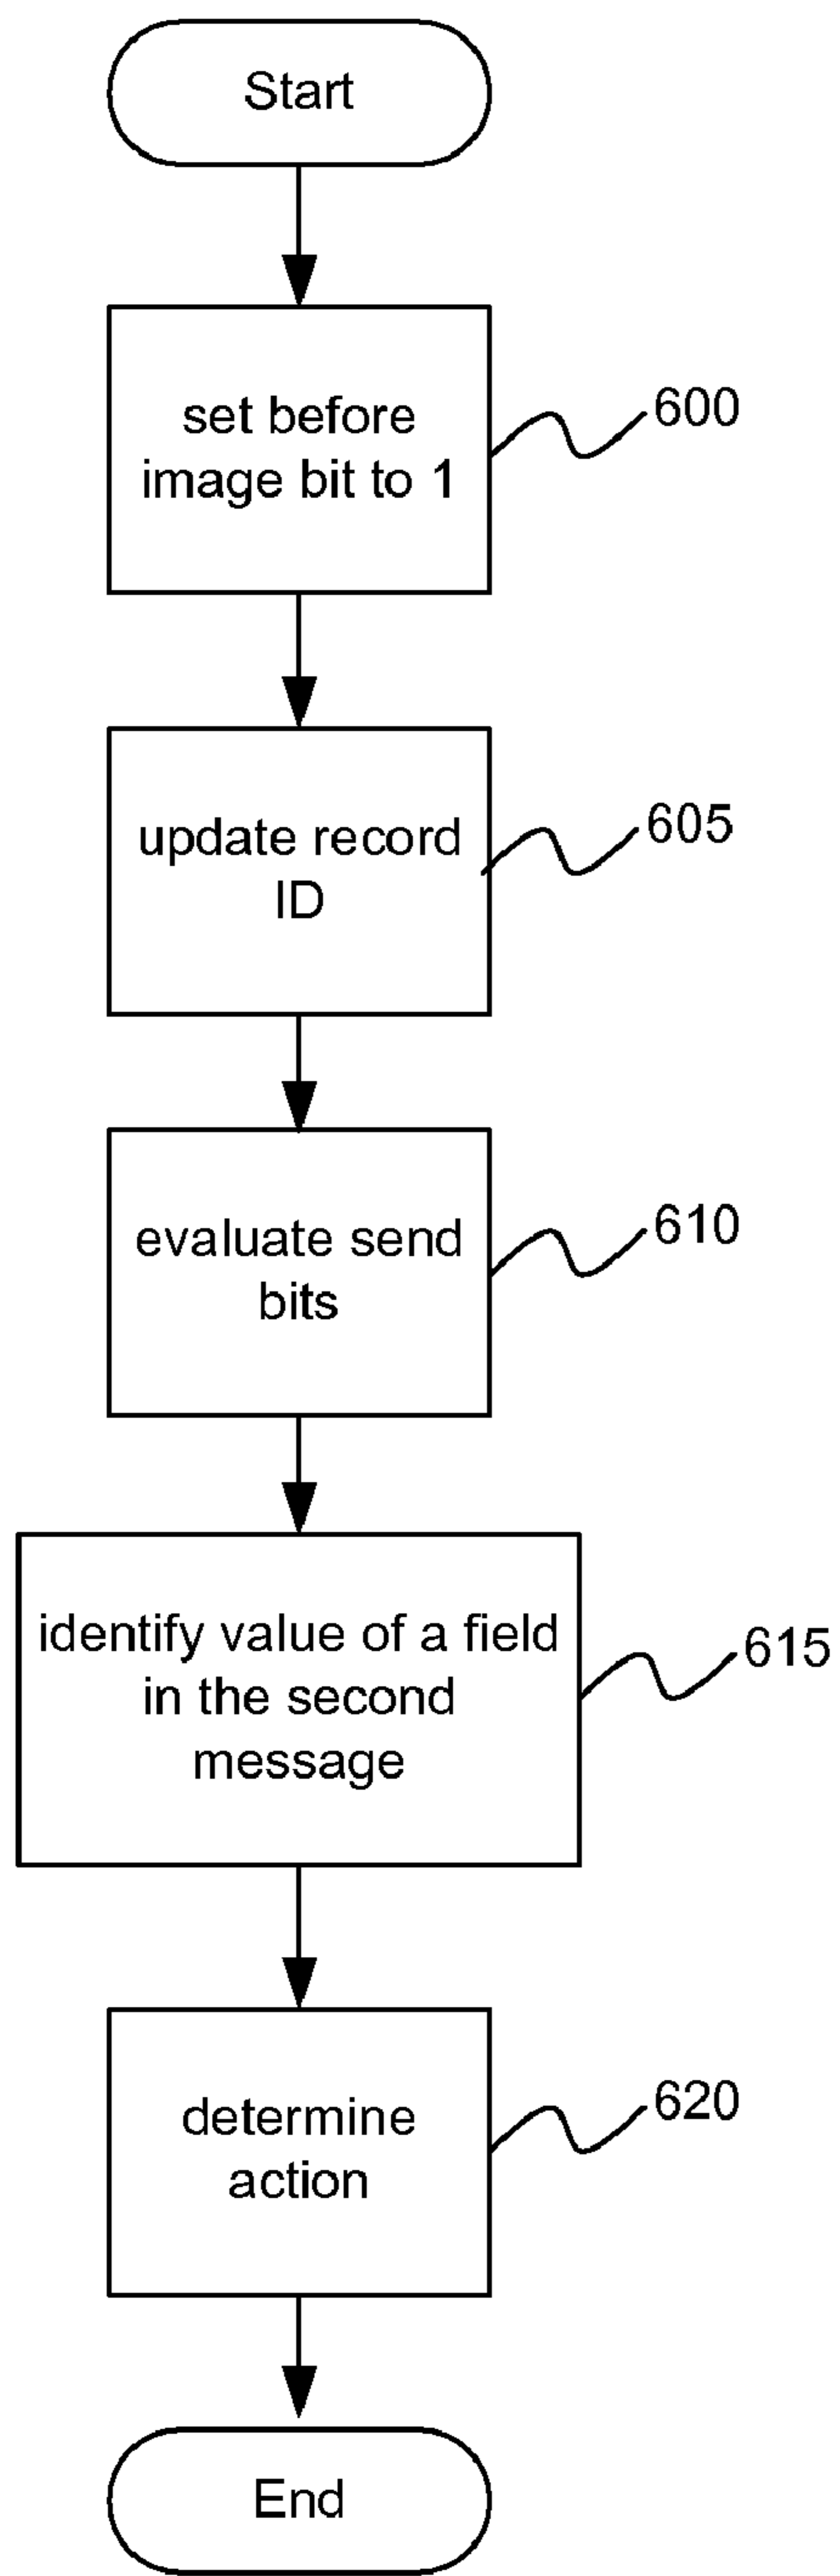 Start
set before
image bit to 1
600
update record
ID
605
evaluate send
bits
610
identify value of a field
in the second
message
615
determine
action
620
End